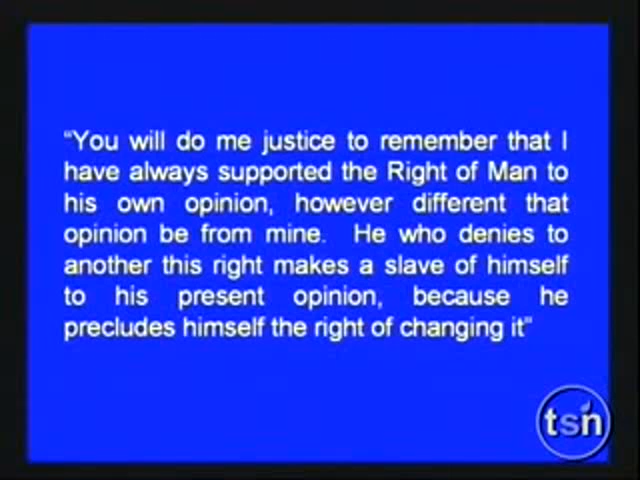 “You will do me justice to remember that I
have always supported the Right of Man to
his own opinion, however different that
opinion be from mine. He who denies to
another this right makes a slave of himself
to his present opinion, because he
precludes himself the right of changing it”
tsn